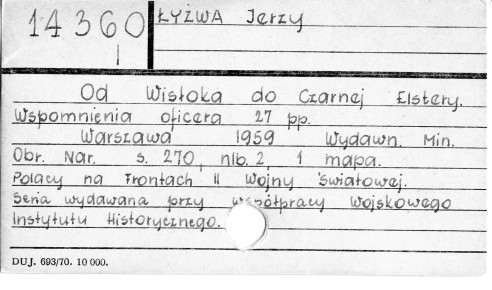 14360
ŁYŻWA Jerzy
Od Wisłoka do Czarnej Elstery.
Wspomnienia oficera 27 pp.
Warszawa 1959 Wydawn. Min.
Obr. Nar. s. 270, nlb. 2, 1 mapa.
Polacy na Frontach II Wojny Światowej.
Seria wydawana przy współpracy Wojskowego
Instytutu Historycznego.
DUJ. 693/70. 10 000.